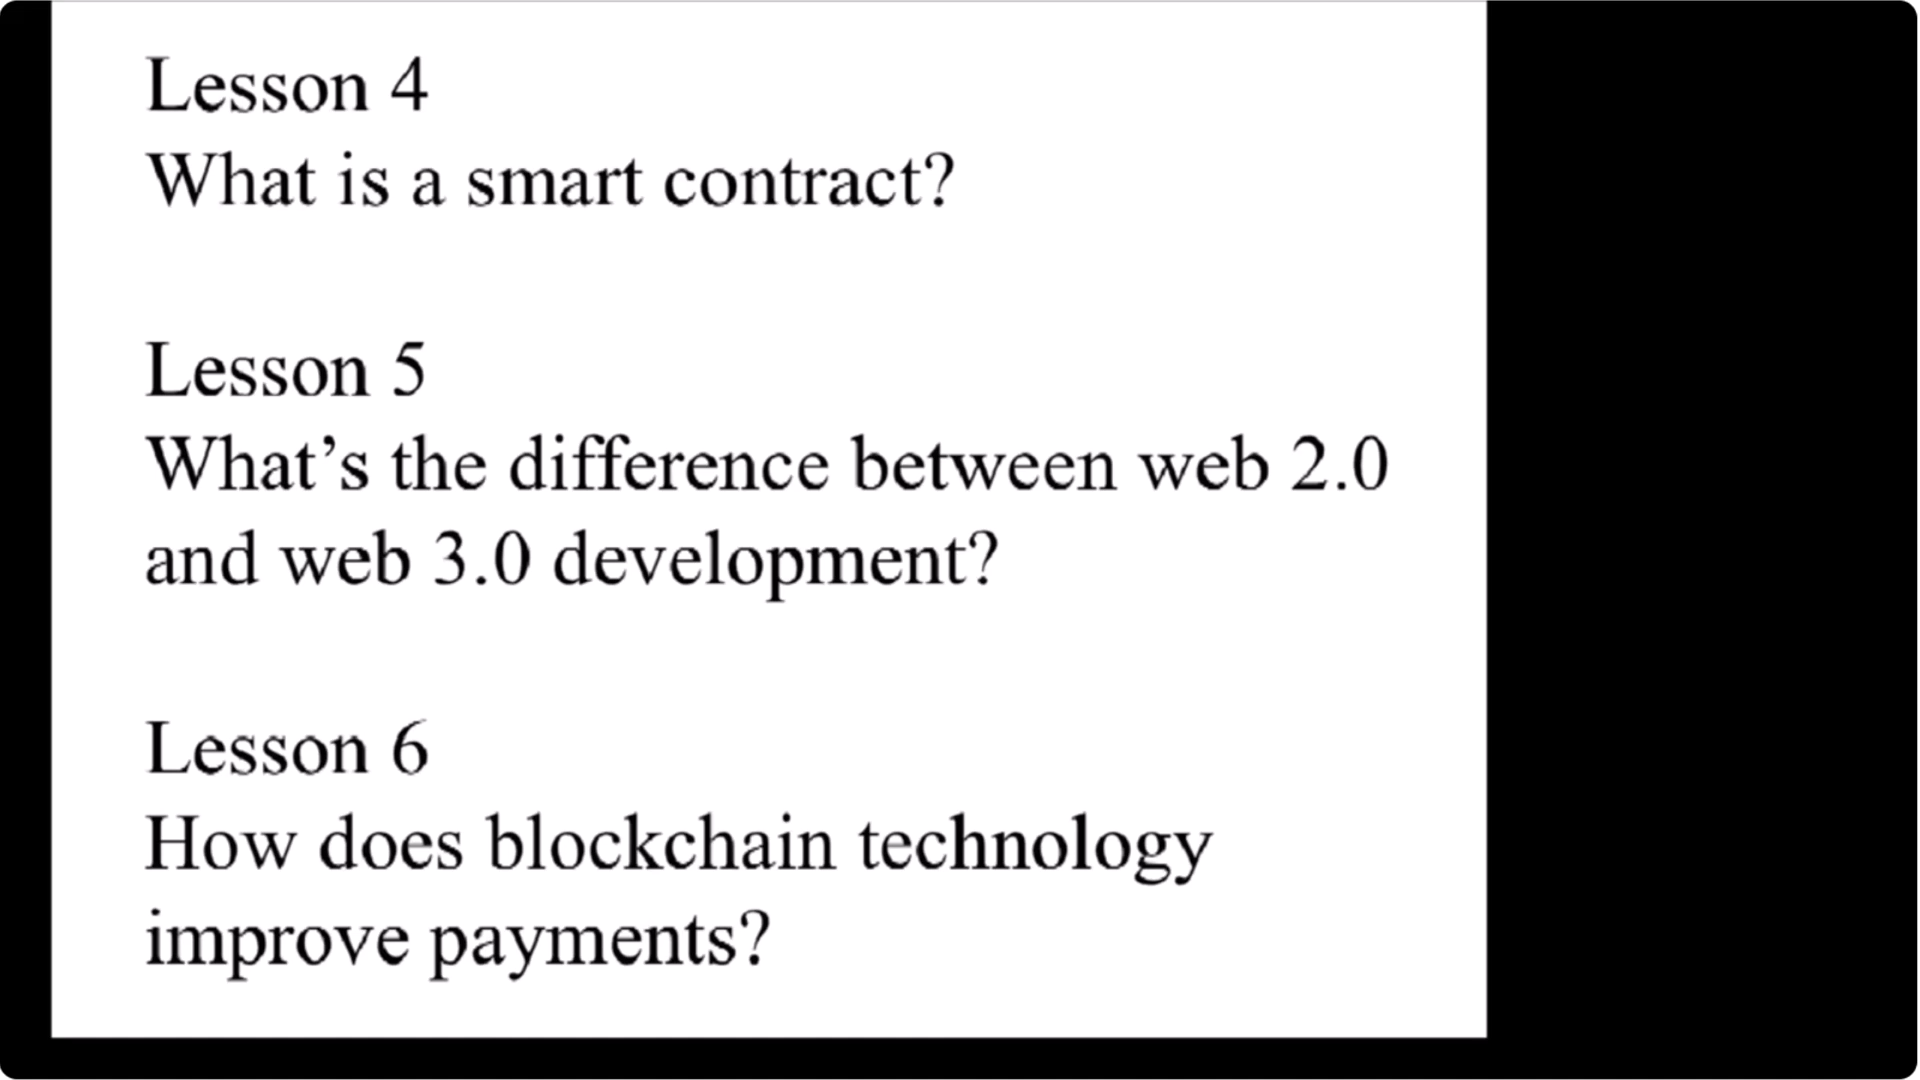 Lesson 4
What is a smart contract?
Lesson 5
What’s the difference between web 2.0
and web 3.0 development?
Lesson 6
How does blockchain technology
improve payments?